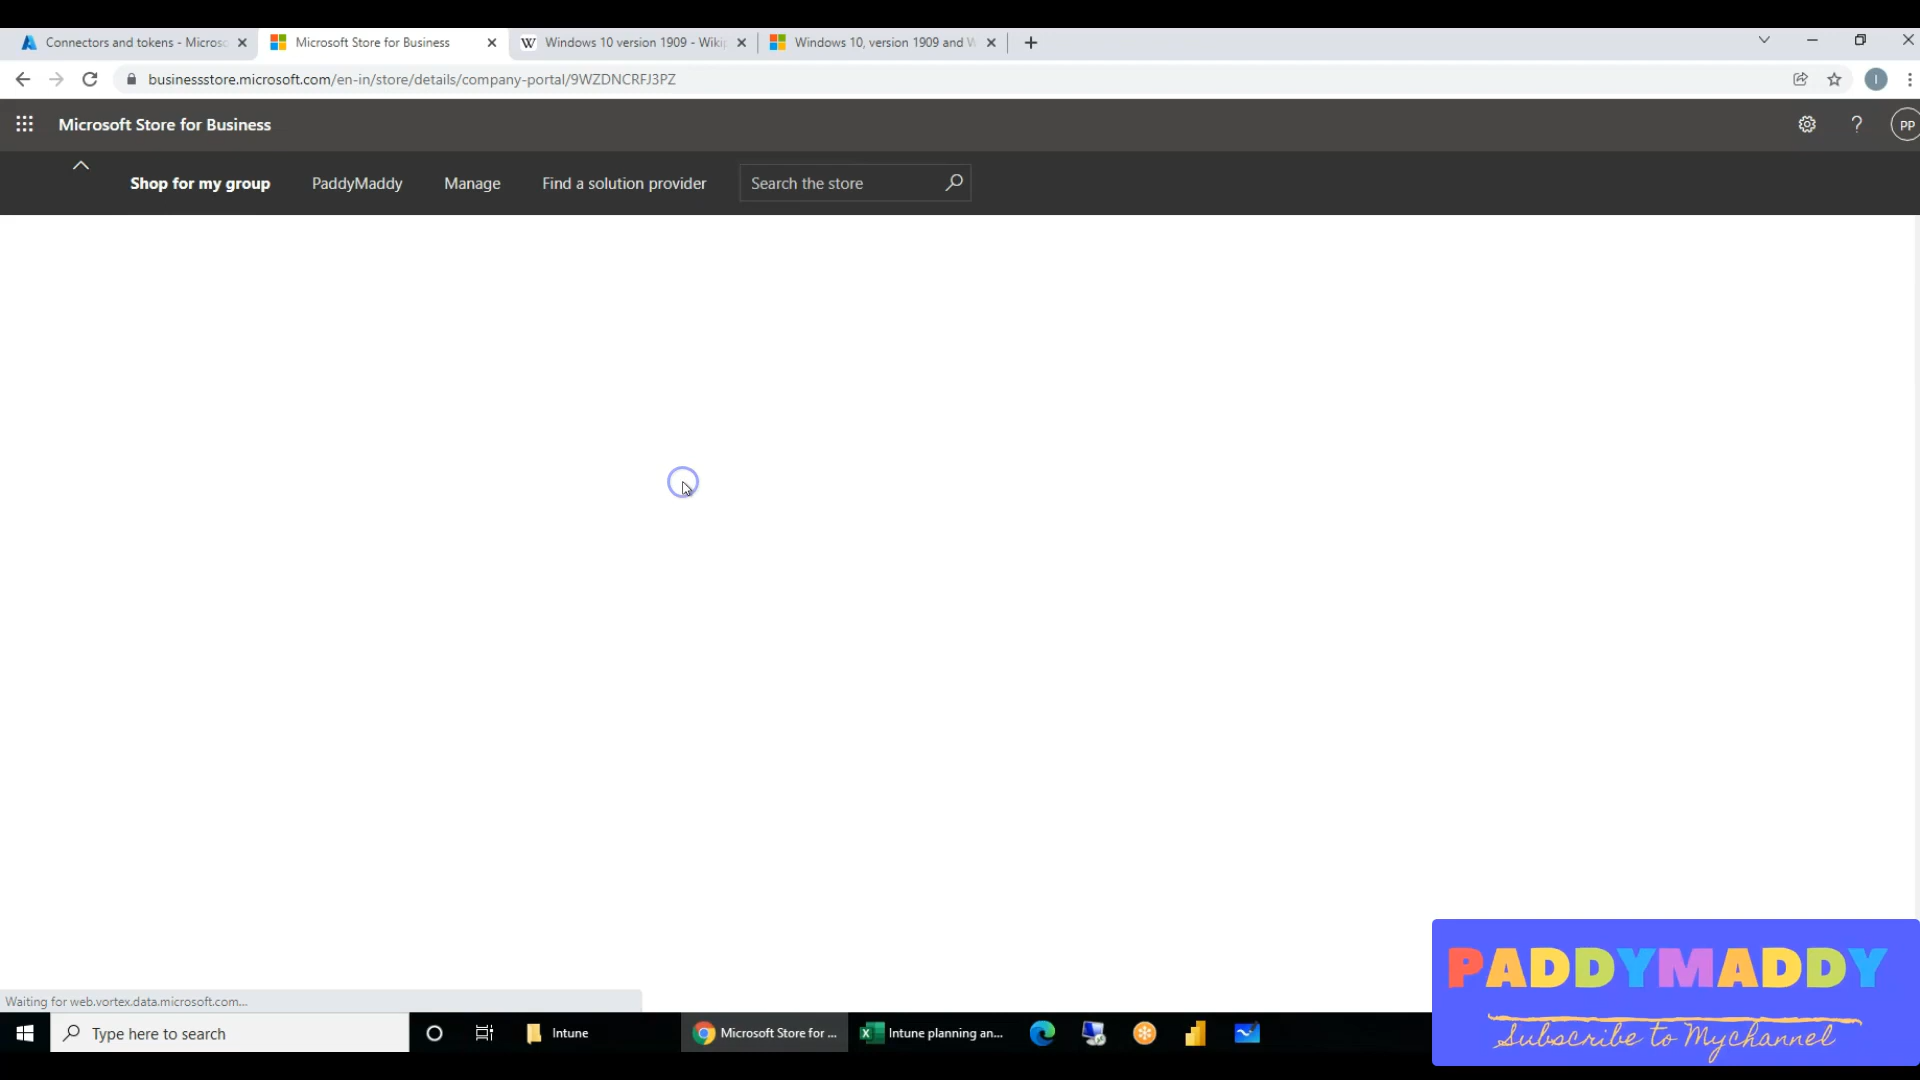 Connectors and tokens - Microso
Microsoft Store for Business
Windows 10 version 1909 - Wiki
Windows 10, version 1909 and W
businessstore.microsoft.com/en-in/store/details/company-portal/9WZDNCRFJ3PZ
I
Microsoft Store for Business
PP
Shop for my group
PaddyMaddy
Manage
Find a solution provider
Search the store
Waiting for web.vortex.data.microsoft.com...
Type here to search
Intune
Microsoft Store for ...
Intune planning an...
PADDYMADDY
Subscribe to Mychannel